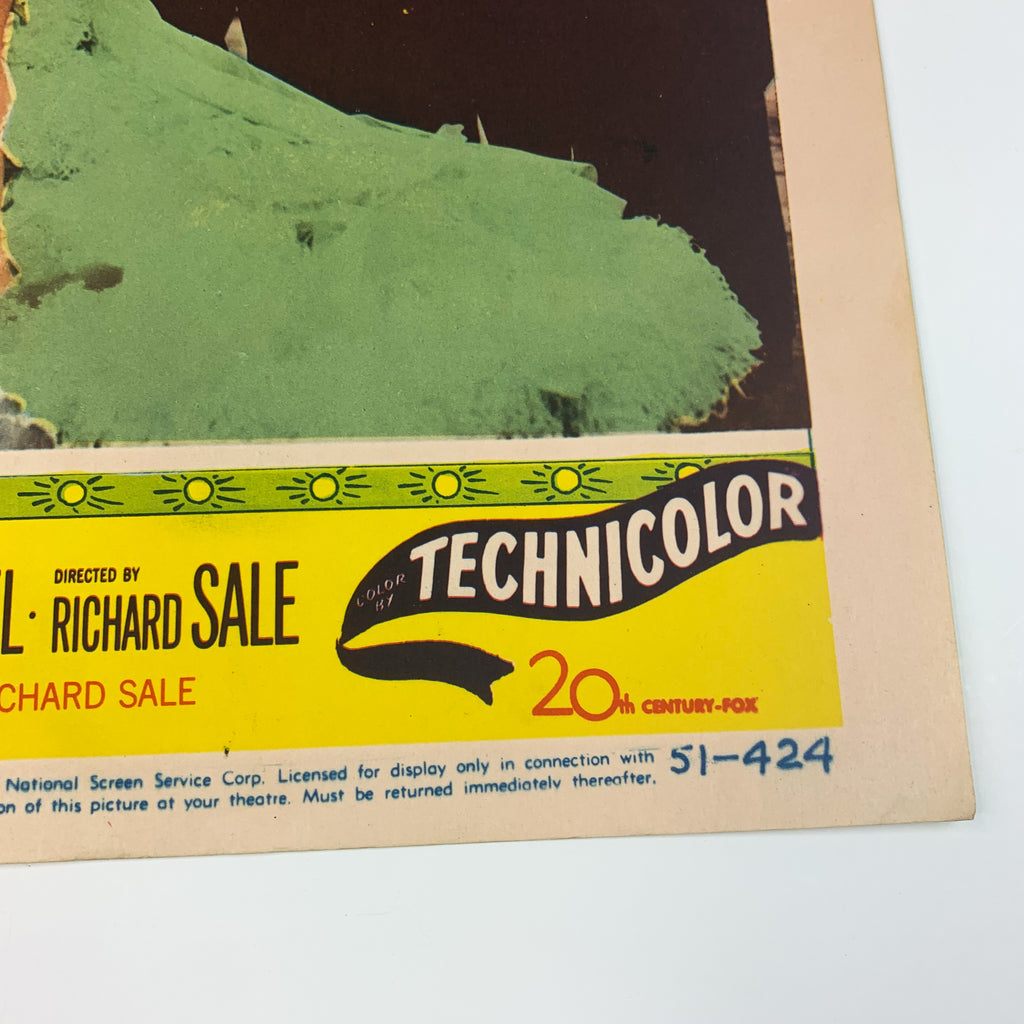 COLOR BY TECHNICOLOR
L · DIRECTED BY RICHARD SALE
CHARD SALE
20th CENTURY-FOX
National Screen Service Corp. Licensed for display only in connection with 51-424
on of this picture at your theatre. Must be returned immediately thereafter.